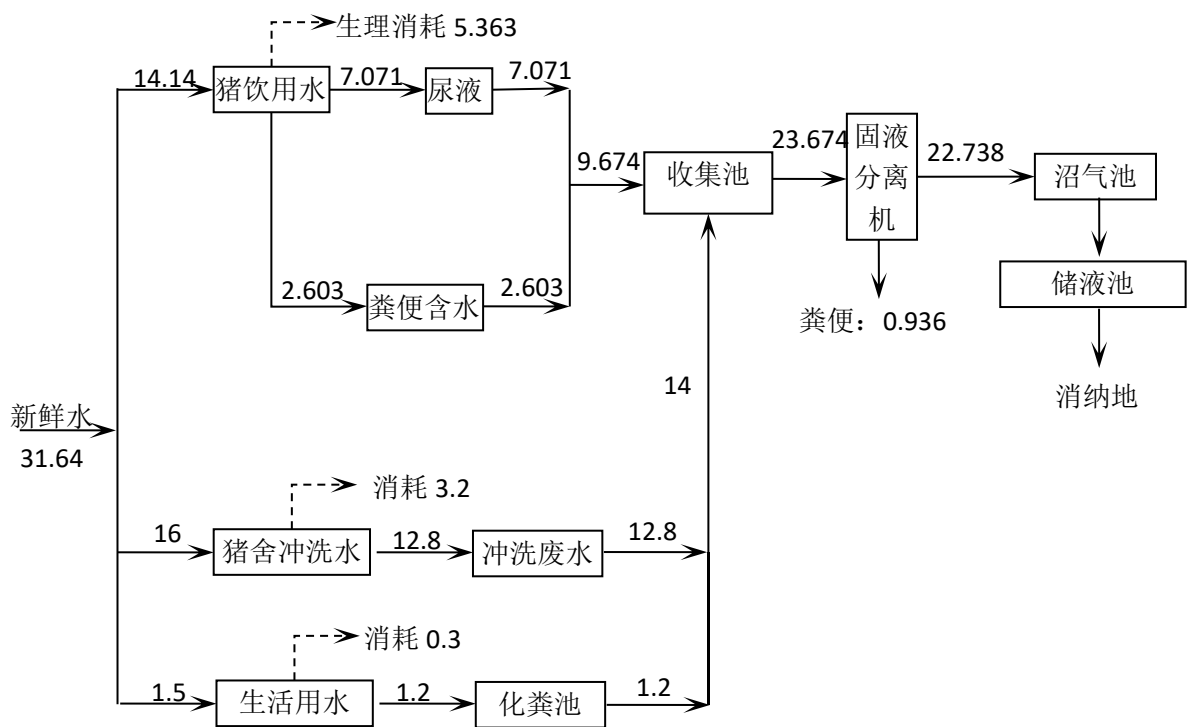 生理消耗 5.363
14.14
猪饮用水
7.071
尿液
7.071
9.674
收集池
23.674
固液
分离
机
22.738
沼气池
2.603
粪便含水
2.603
粪便：0.936
储液池
消纳地
14
新鲜水
31.64
消耗 3.2
16
猪舍冲洗水
12.8
冲洗废水
12.8
消耗 0.3
1.5
生活用水
1.2
化粪池
1.2